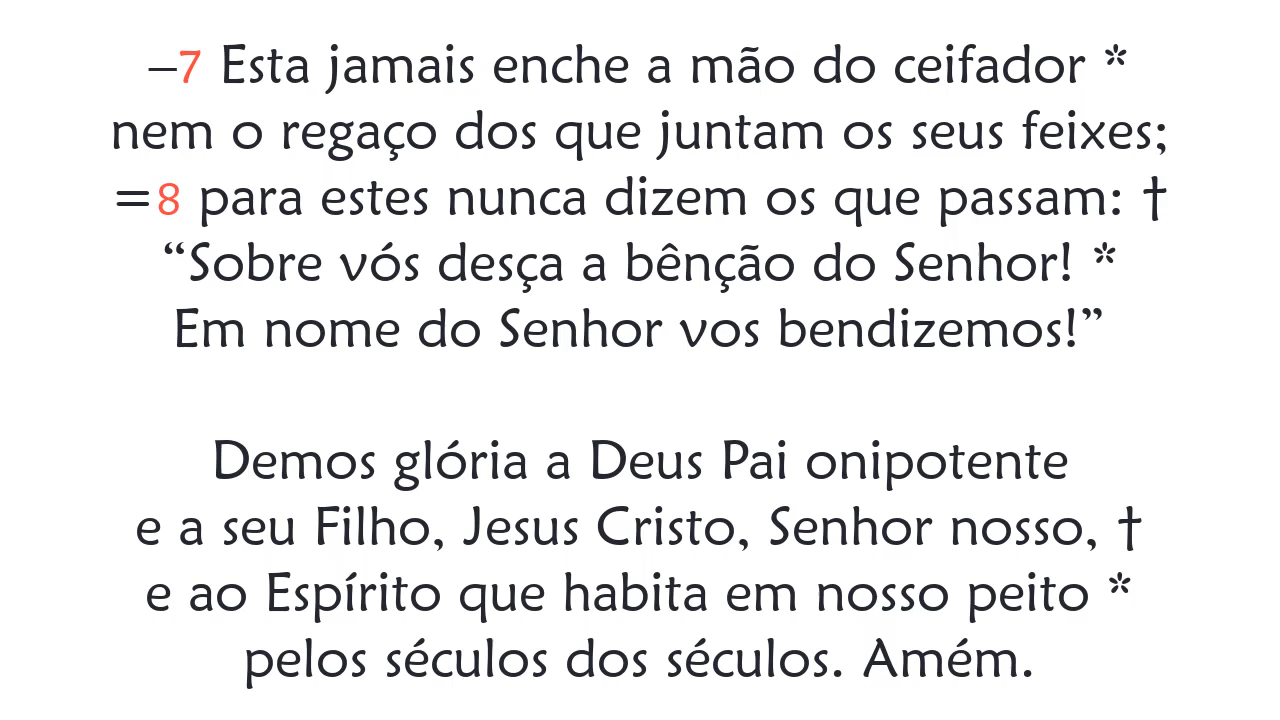 –7 Esta jamais enche a mão do ceifador *
nem o regaço dos que juntam os seus feixes;
=8 para estes nunca dizem os que passam: †
“Sobre vós desça a bênção do Senhor! *
Em nome do Senhor vos bendizemos!”
Demos glória a Deus Pai onipotente
e a seu Filho, Jesus Cristo, Senhor nosso, †
e ao Espírito que habita em nosso peito *
pelos séculos dos séculos. Amém.